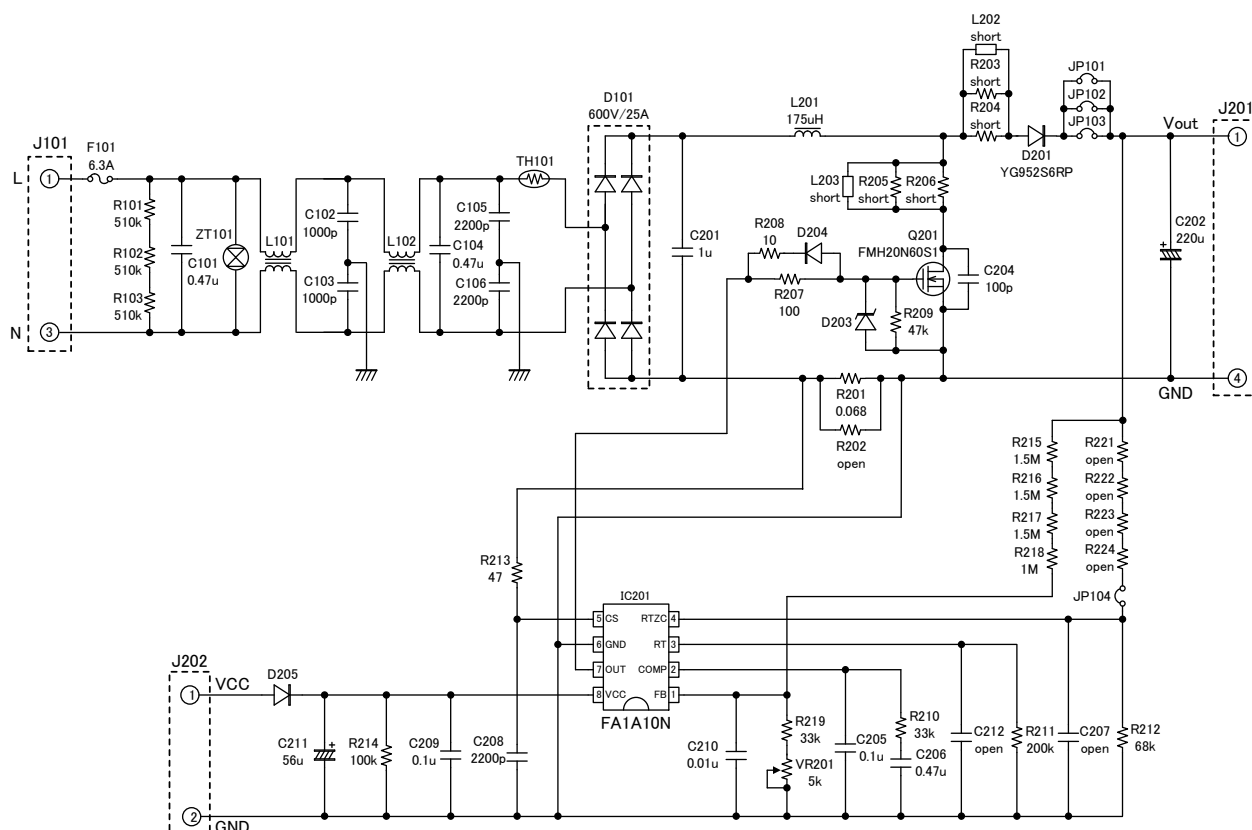 L202
short
R203
short
R204
short
JP101
JP102
JP103
J201
Vout
1
D101
600V/25A
L201
175uH
D201
YG952S6RP
J101
F101
6.3A
L
1
TH101
L203
short
R205
short
R206
short
C202
220u
+
R101
510k
R102
510k
R103
510k
C101
0.47u
ZT101
L101
C102
1000p
C103
1000p
L102
C105
2200p
C104
0.47u
C106
2200p
C201
1u
R208
10
D204
Q201
FMH20N60S1
C204
100p
R207
100
D203
R209
47k
N
3
4
GND
R201
0.068
R202
open
R215
1.5M
R216
1.5M
R217
1.5M
R218
1M
R221
open
R222
open
R223
open
R224
open
JP104
R213
47
IC201
5
CS
RTZC
4
6
GND
RT
3
7
OUT
COMP
2
8
VCC
FB
1
FA1A10N
J202
1
VCC
D205
C211
56u
+
R214
100k
C209
0.1u
C208
2200p
C210
0.01u
R219
33k
VR201
5k
C205
0.1u
R210
33k
C206
0.47u
C212
open
R211
200k
C207
open
R212
68k
2
GND